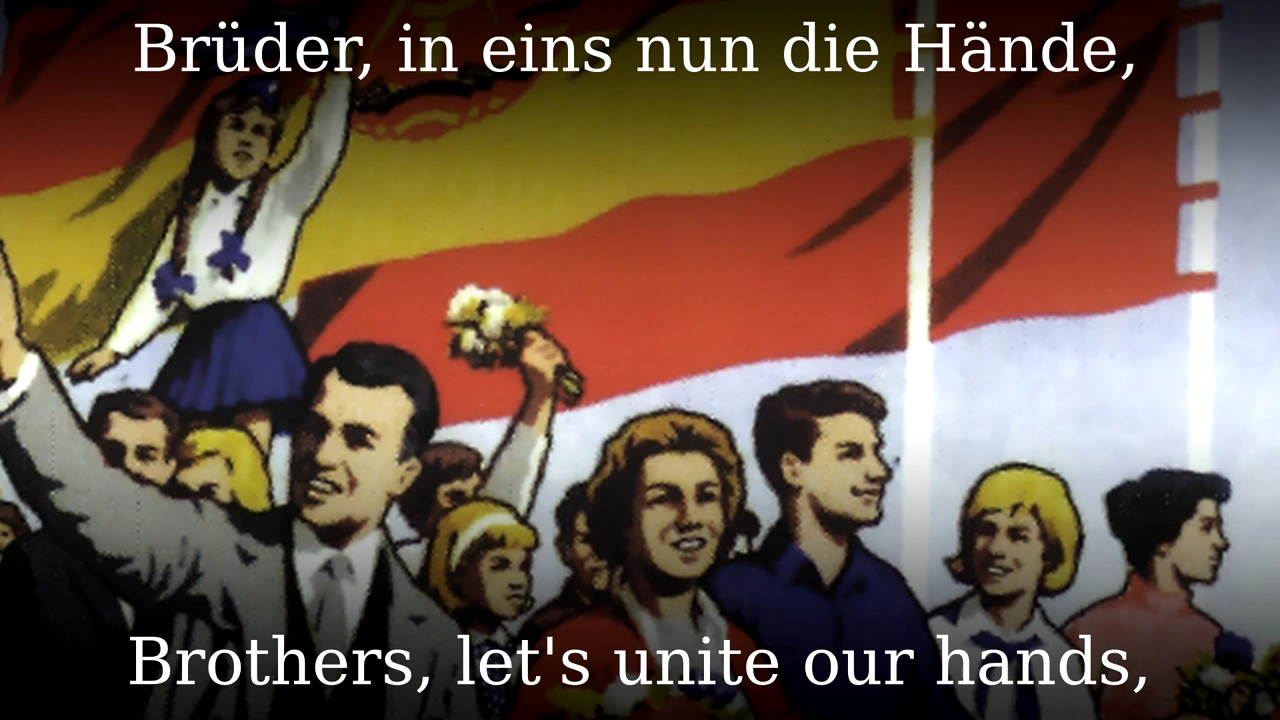 Brüder, in eins nun die Hände,
Brothers, let's unite our hands,